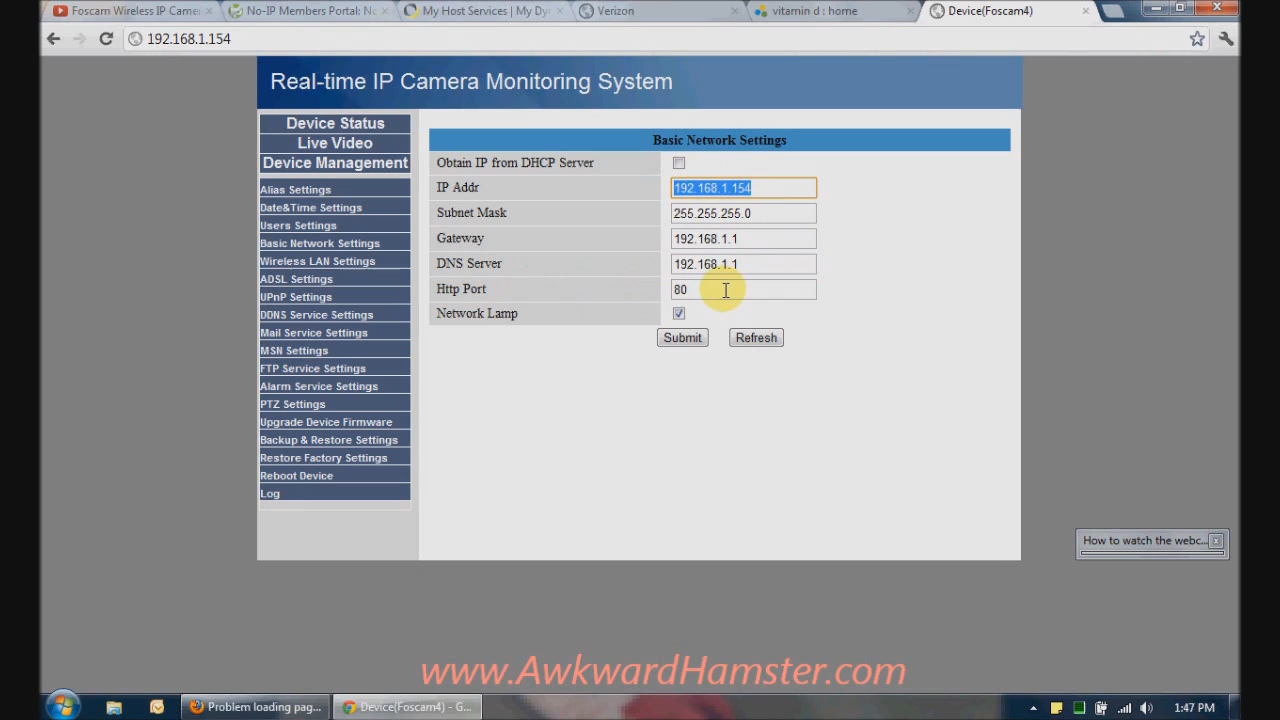 Foscam Wireless IP Camer
No-IP Members Portal: No
My Host Services | My Dy
Verizon
vitamin d : home
Device(Foscam4)
192.168.1.154
Real-time IP Camera Monitoring System
Device Status
Live Video
Device Management
Alias Settings
Date&Time Settings
Users Settings
Basic Network Settings
Wireless LAN Settings
ADSL Settings
UPnP Settings
DDNS Service Settings
Mail Service Settings
MSN Settings
FTP Service Settings
Alarm Service Settings
PTZ Settings
Upgrade Device Firmware
Backup & Restore Settings
Restore Factory Settings
Reboot Device
Log
Basic Network Settings
Obtain IP from DHCP Server
IP Addr 192.168.1.154
Subnet Mask 255.255.255.0
Gateway 192.168.1.1
DNS Server 192.168.1.1
Http Port 80
Network Lamp
Submit Refresh
How to watch the webc...
www.AwkwardHamster.com
Problem loading pag...
Device(Foscam4) - G...
1:47 PM